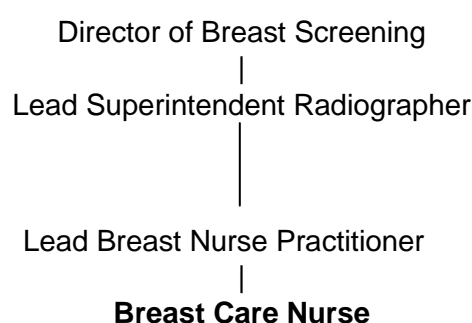 Director of Breast Screening
Lead Superintendent Radiographer
Lead Breast Nurse Practitioner
Breast Care Nurse